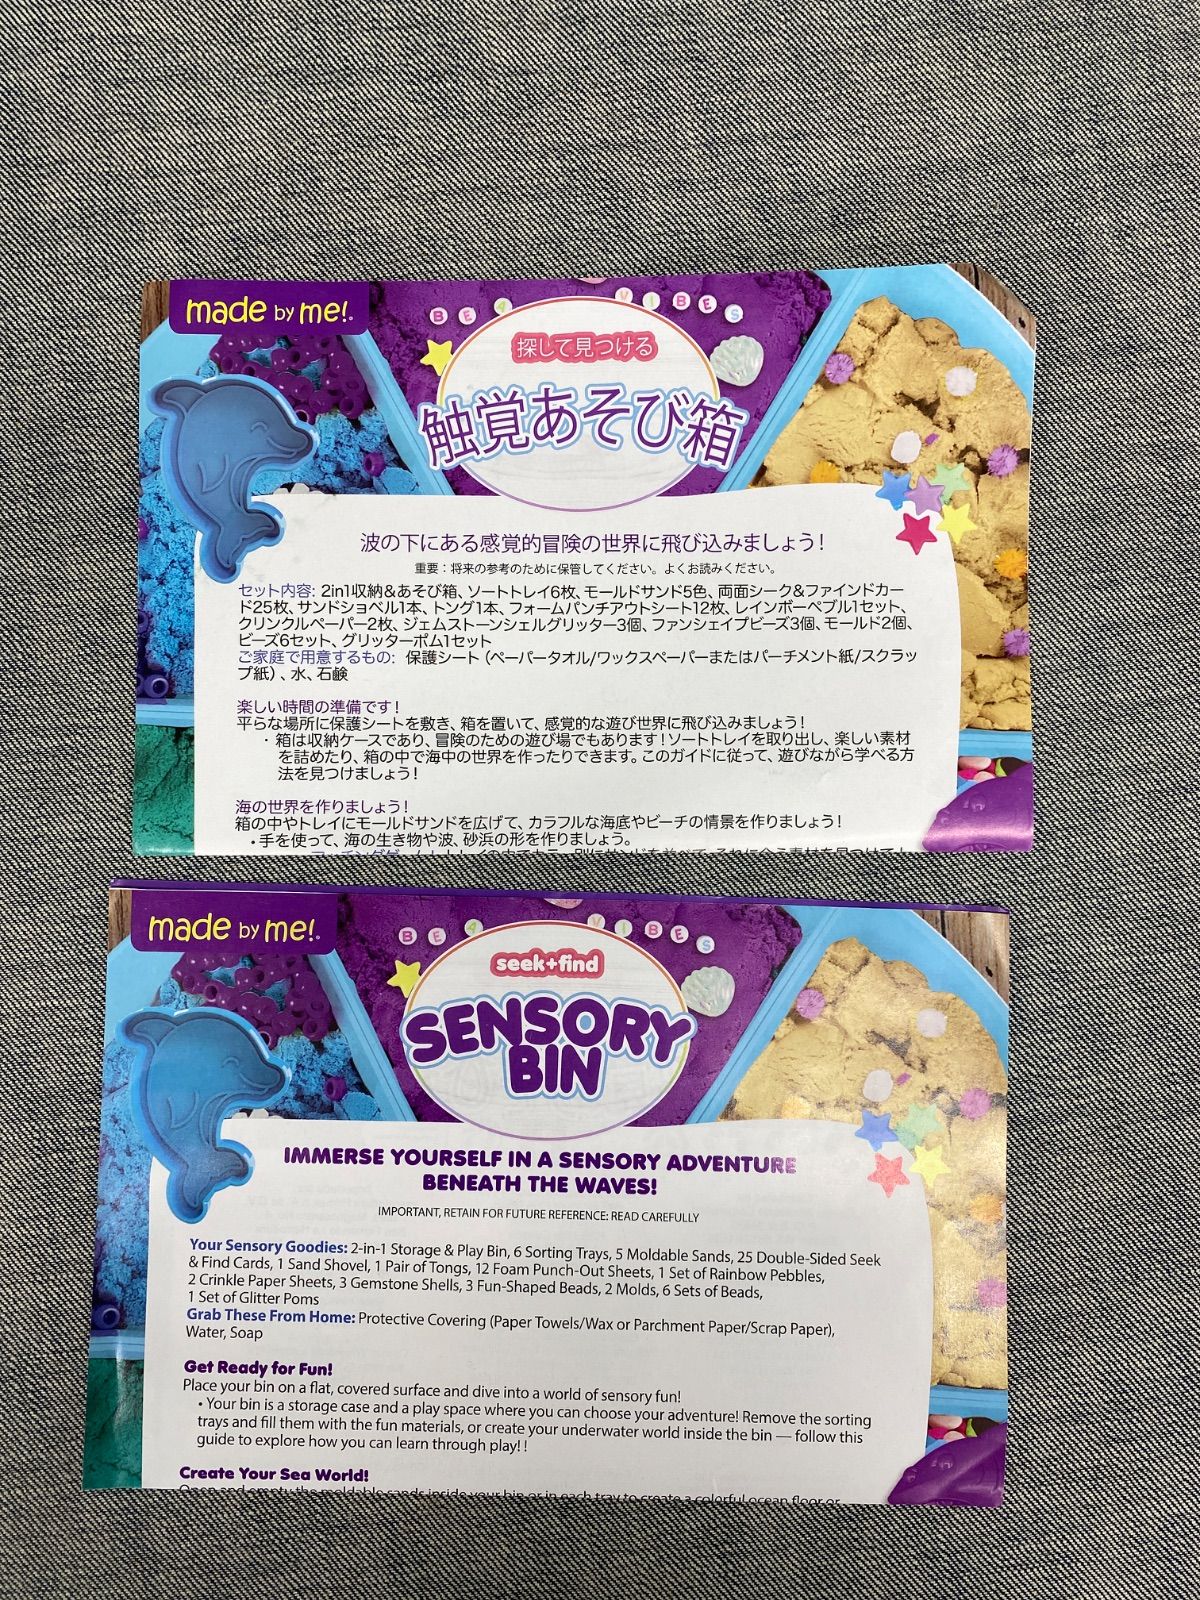 made by me!
BEA VIBES
探して見つける
触覚あそび箱
波の下にある感覚的冒険の世界に飛び込みましょう！
重要：将来の参考のために保管してください。よくお読みください。
セット内容: 2in1収納&あそび箱、ソートトレイ6枚、モールドサンド5色、両面シーク&ファインドカー
ド25枚、サンドショベル1本、トング1本、フォームパンチアウトシート12枚、レインボーペブル1セット、
クリンクルペーパー2枚、ジェムストーンシェルグリッター3個、ファンシェイプビーズ3個、モールド2個、
ビーズ6セット、グリッターポム1セット
ご家庭で用意するもの: 保護シート（ペーパータオル/ワックスペーパーまたはパーチメント紙/スクラッ
プ紙）、水、石鹸
楽しい時間の準備です！
平らな場所に保護シートを敷き、箱を置いて、感覚的な遊び世界に飛び込みましょう！
・箱は収納ケースであり、冒険のための遊び場でもあります！ソートトレイを取り出し、楽しい素材
を詰めたり、箱の中で海中の世界を作ったりできます。このガイドに従って、遊びながら学べる方
法を見つけましょう！
海の世界を作りましょう！
箱の中やトレイにモールドサンドを広げて、カラフルな海底やビーチの情景を作りましょう！
• 手を使って、海の生き物や波、砂浜の形を作りましょう。
made by me!
BEA VIBES
seek+find
SENSORY
BIN
IMMERSE YOURSELF IN A SENSORY ADVENTURE
BENEATH THE WAVES!
IMPORTANT, RETAIN FOR FUTURE REFERENCE: READ CAREFULLY
Your Sensory Goodies: 2-in-1 Storage & Play Bin, 6 Sorting Trays, 5 Moldable Sands, 25 Double-Sided Seek
& Find Cards, 1 Sand Shovel, 1 Pair of Tongs, 12 Foam Punch-Out Sheets, 1 Set of Rainbow Pebbles,
2 Crinkle Paper Sheets, 3 Gemstone Shells, 3 Fun-Shaped Beads, 2 Molds, 6 Sets of Beads,
1 Set of Glitter Poms
Grab These From Home: Protective Covering (Paper Towels/Wax or Parchment Paper/Scrap Paper),
Water, Soap
Get Ready for Fun!
Place your bin on a flat, covered surface and dive into a world of sensory fun!
• Your bin is a storage case and a play space where you can choose your adventure! Remove the sorting
trays and fill them with the fun materials, or create your underwater world inside the bin — follow this
guide to explore how you can learn through play! !
Create Your Sea World!
Open and empty the moldable sands inside your bin or in each tray to create a colorful ocean floor or